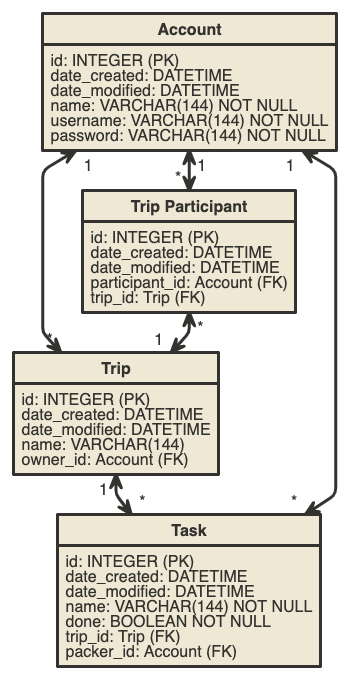 Account
id: INTEGER (PK)
date_created: DATETIME
date_modified: DATETIME
name: VARCHAR(144) NOT NULL
username: VARCHAR(144) NOT NULL
password: VARCHAR(144) NOT NULL
1
1
1
*
Trip Participant
id: INTEGER (PK)
date_created: DATETIME
date_modified: DATETIME
participant_id: Account (FK)
trip_id: Trip (FK)
*
1
*
Trip
id: INTEGER (PK)
date_created: DATETIME
date_modified: DATETIME
name: VARCHAR(144)
owner_id: Account (FK)
1
*
*
Task
id: INTEGER (PK)
date_created: DATETIME
date_modified: DATETIME
name: VARCHAR(144) NOT NULL
done: BOOLEAN NOT NULL
trip_id: Trip (FK)
packer_id: Account (FK)